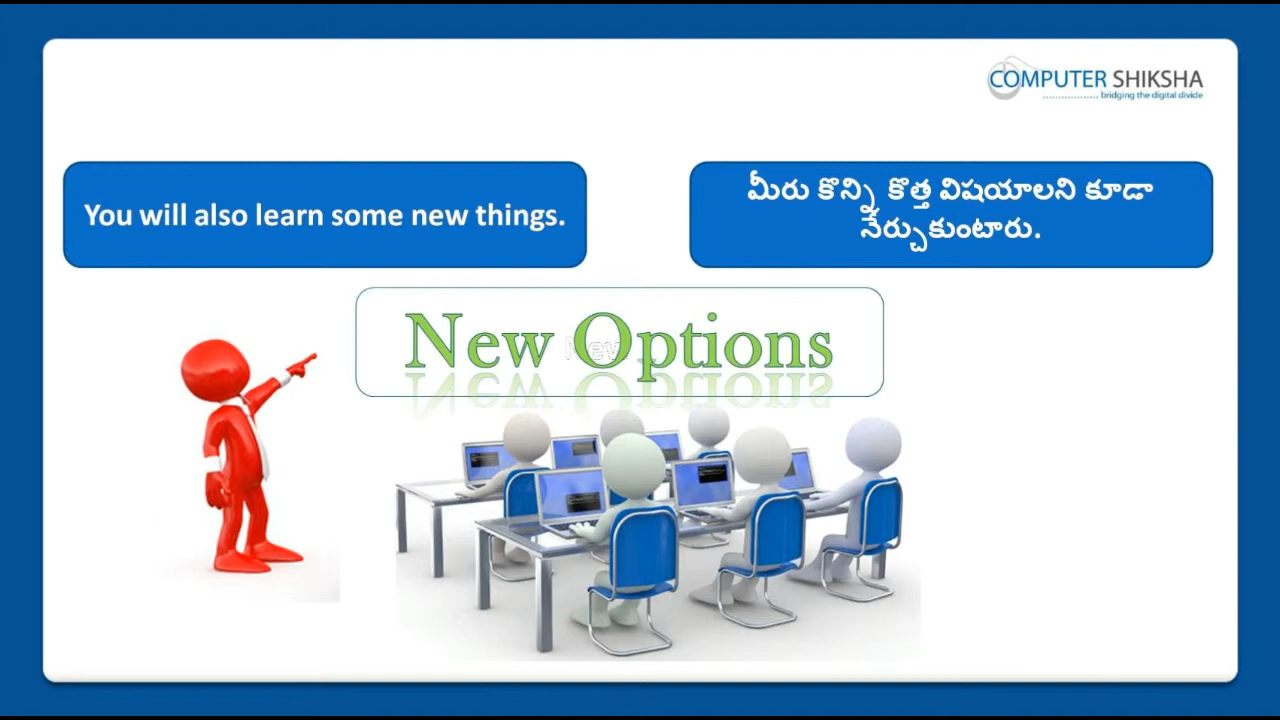 COMPUTER SHIKSHA
bridging the digital divide
You will also learn some new things.
మీరు కొన్ని కొత్త విషయాలని కూడా
నేర్చుకుంటారు.
New Options